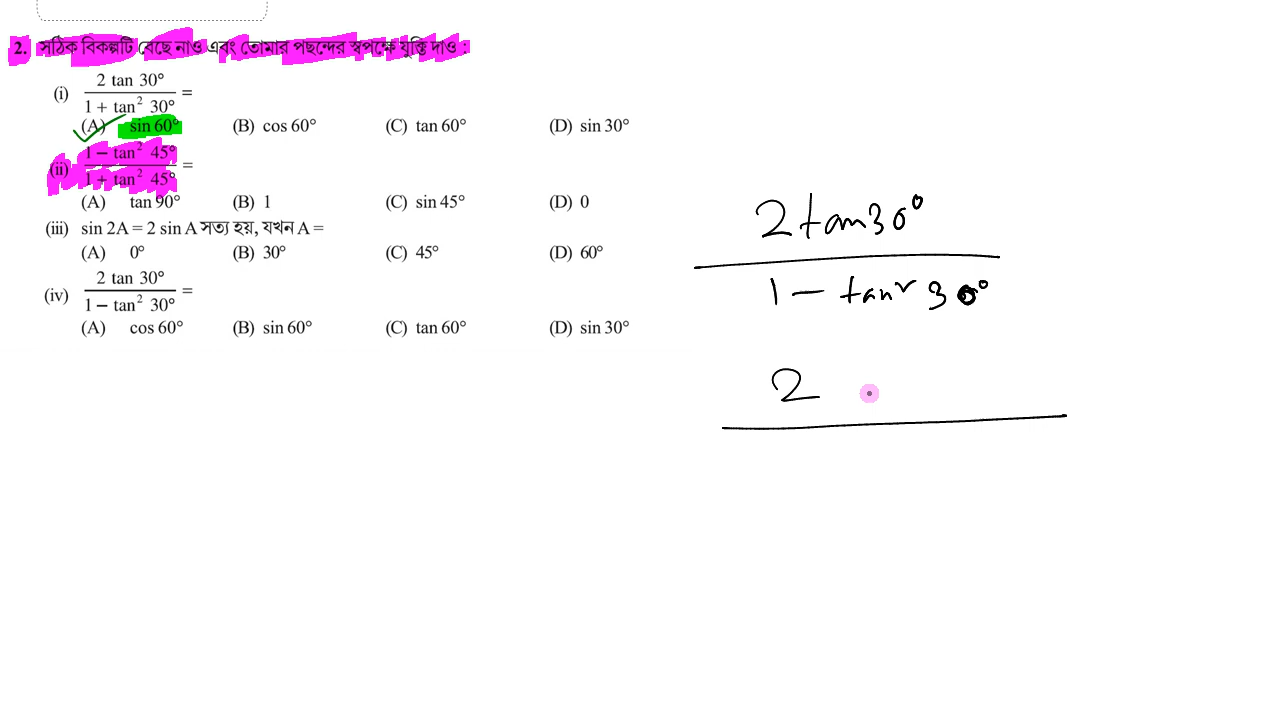 2. সঠিক বিকল্পটি বেছে নাও এবং তোমার পছন্দের স্বপক্ষে যুক্তি দাও :
(i) 2 tan 30° / 1 + tan² 30° =
(A) sin 60° (B) cos 60° (C) tan 60° (D) sin 30°
(ii) 1 – tan² 45° / 1 + tan² 45° =
(A) tan 90° (B) 1 (C) sin 45° (D) 0
(iii) sin 2A = 2 sin A সত্য হয়, যখন A =
(A) 0° (B) 30° (C) 45° (D) 60°
(iv) 2 tan 30° / 1 – tan² 30° =
(A) cos 60° (B) sin 60° (C) tan 60° (D) sin 30°
2 tan 30°
1 – tan² 30°
2